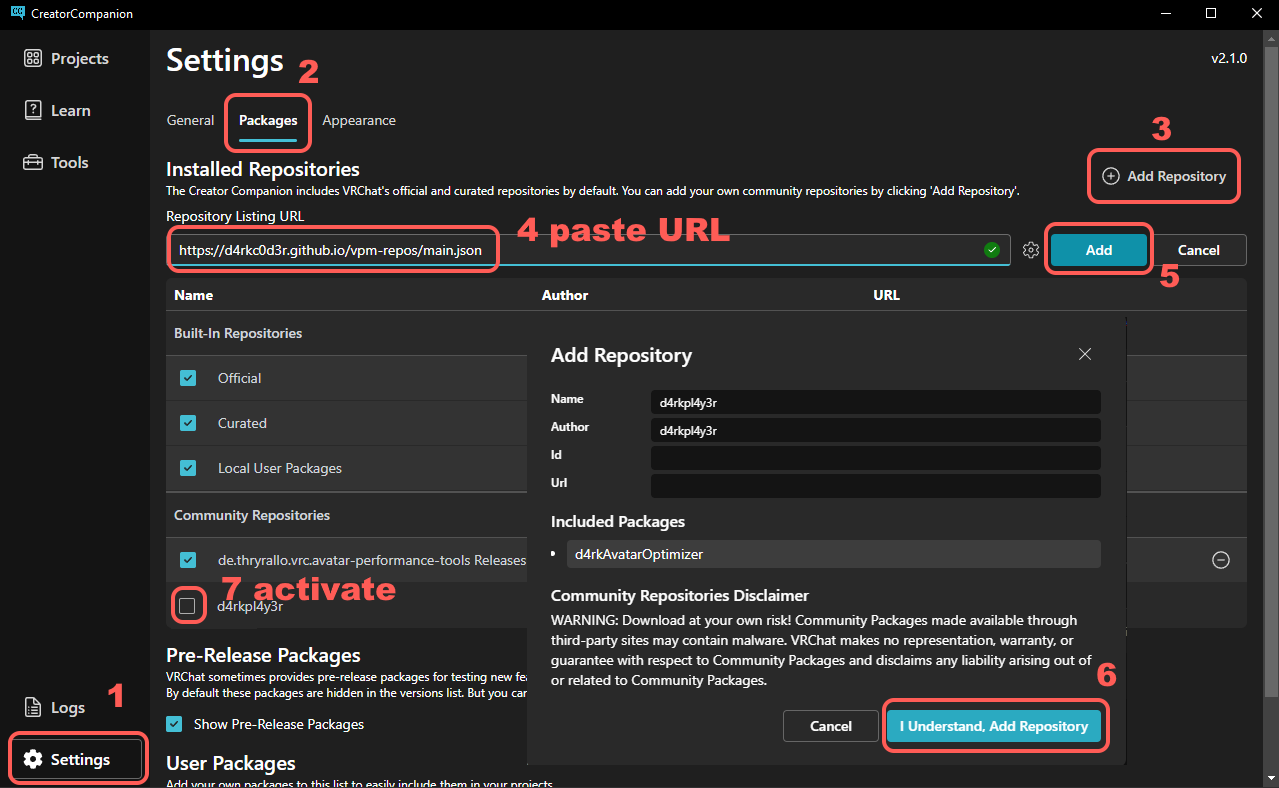 CC CreatorCompanion
Projects
Learn
Tools
Logs
1
Settings
Settings
2
v2.1.0
General Packages Appearance
3
Installed Repositories
The Creator Companion includes VRChat's official and curated repositories by default. You can add your own community repositories by clicking 'Add Repository'.
Add Repository
Repository Listing URL
4 paste URL
https://d4rkc0d3r.github.io/vpm-repos/main.json
Add Cancel
5
Name Author URL
Built-In Repositories
Official
Curated
Local User Packages
Community Repositories
de.thryrallo.vrc.avatar-performance-tools Releases
7 activate
d4rkpl4y3r
Pre-Release Packages
VRChat sometimes provides pre-release packages for testing new fea
By default these packages are hidden in the versions list. But you can
Show Pre-Release Packages
User Packages
Add your own packages to this list to easily include them in your projects
Add Repository
Name d4rkpl4y3r
Author d4rkpl4y3r
Id
Url
Included Packages
• d4rkAvatarOptimizer
Community Repositories Disclaimer
WARNING: Download at your own risk! Community Packages made available through
third-party sites may contain malware. VRChat makes no representation, warranty, or
guarantee with respect to Community Packages and disclaims any liability arising out of
or related to Community Packages.
6
Cancel I Understand, Add Repository